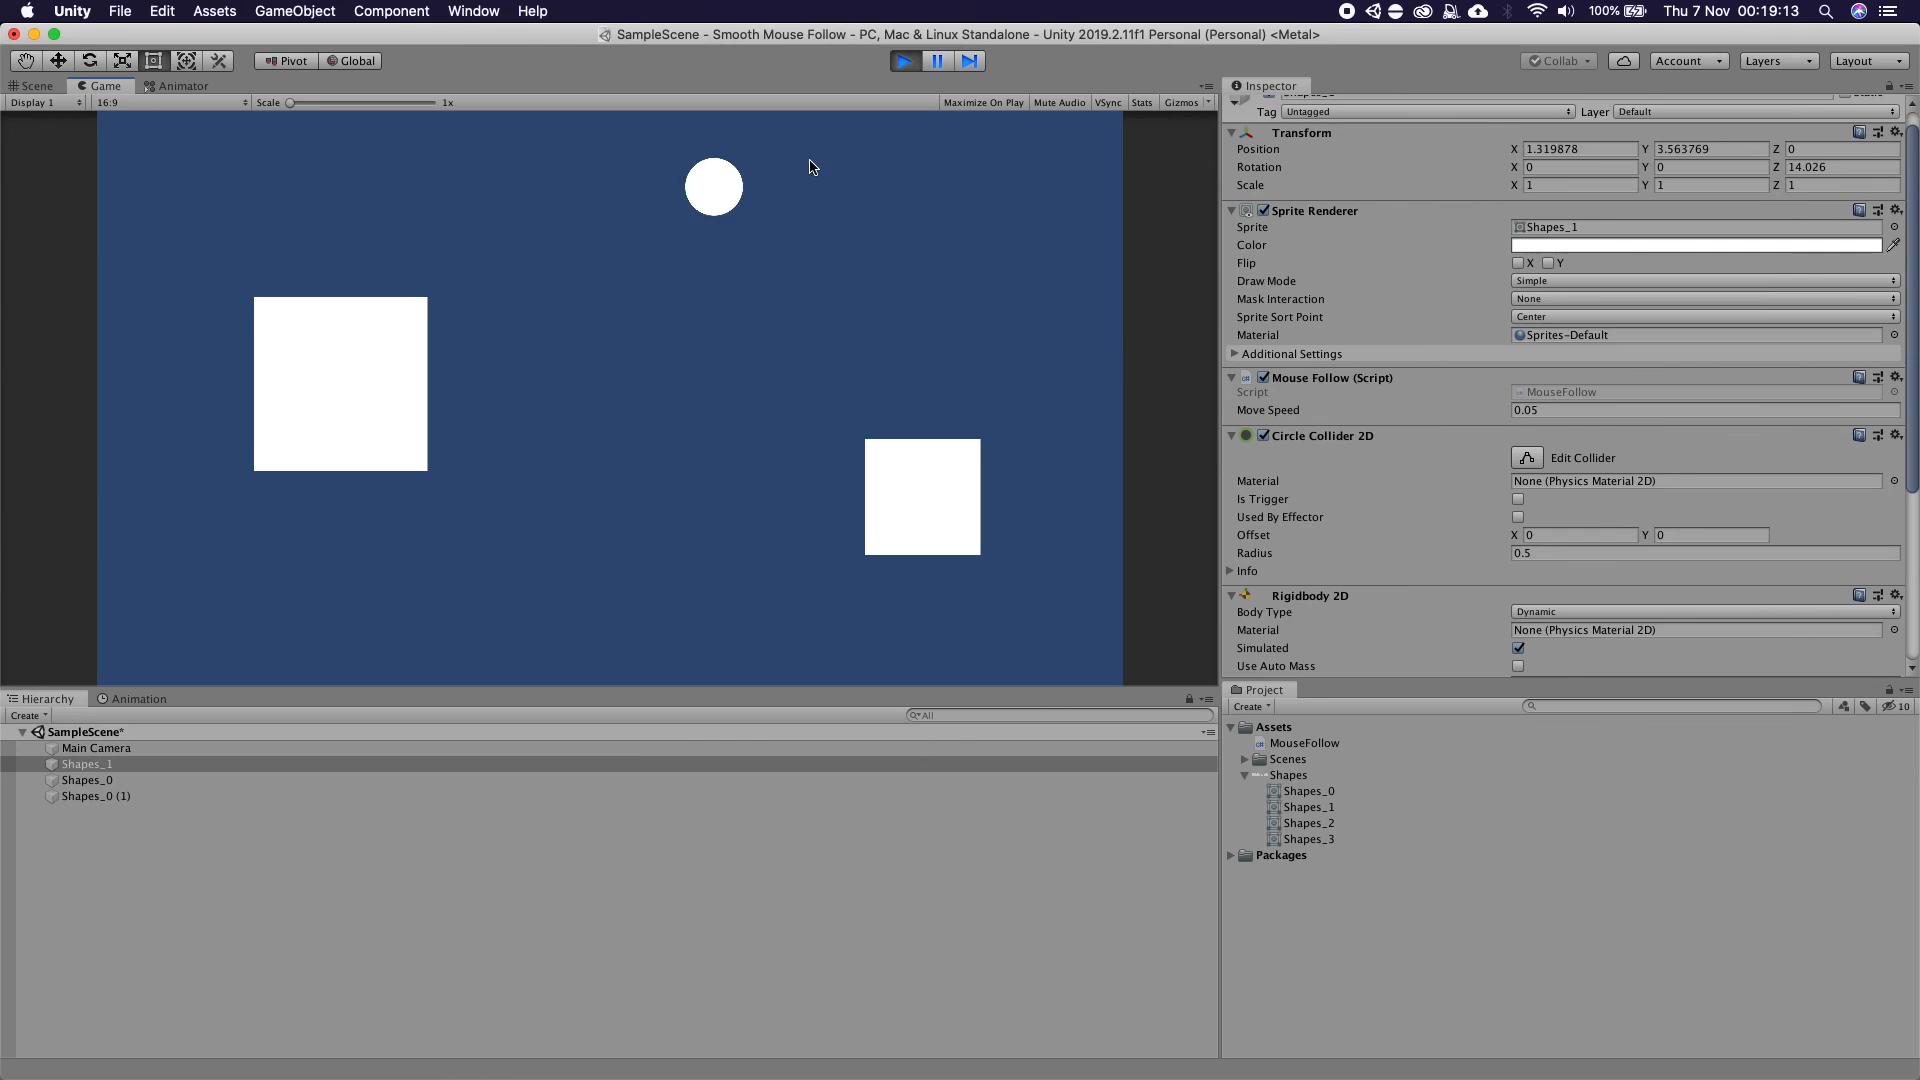 Unity File Edit Assets GameObject Component Window Help 100% Thu 7 Nov 00:19:13
SampleScene - Smooth Mouse Follow - PC, Mac & Linux Standalone - Unity 2019.2.11f1 Personal (Personal) <Metal>
Pivot Global Collab Account Layers Layout
Scene Game Animator
Display 1 16:9 Scale 1x Maximize On Play Mute Audio VSync Stats Gizmos
Inspector
Tag Untagged Layer Default
Transform
Position X 1.319878 Y 3.563769 Z 0
Rotation X 0 Y 0 Z 14.026
Scale X 1 Y 1 Z 1
Sprite Renderer
Sprite Shapes_1
Color
Flip X Y
Draw Mode Simple
Mask Interaction None
Sprite Sort Point Center
Material Sprites-Default
Additional Settings
Mouse Follow (Script)
Script MouseFollow
Move Speed 0.05
Circle Collider 2D
Edit Collider
Material None (Physics Material 2D)
Is Trigger
Used By Effector
Offset X 0 Y 0
Radius 0.5
Info
Rigidbody 2D
Body Type Dynamic
Material None (Physics Material 2D)
Simulated
Use Auto Mass
Hierarchy Animation
Create All
SampleScene*
Main Camera
Shapes_1
Shapes_0
Shapes_0 (1)
Project
Create 10
Assets
MouseFollow
Scenes
Shapes
Shapes_0
Shapes_1
Shapes_2
Shapes_3
Packages